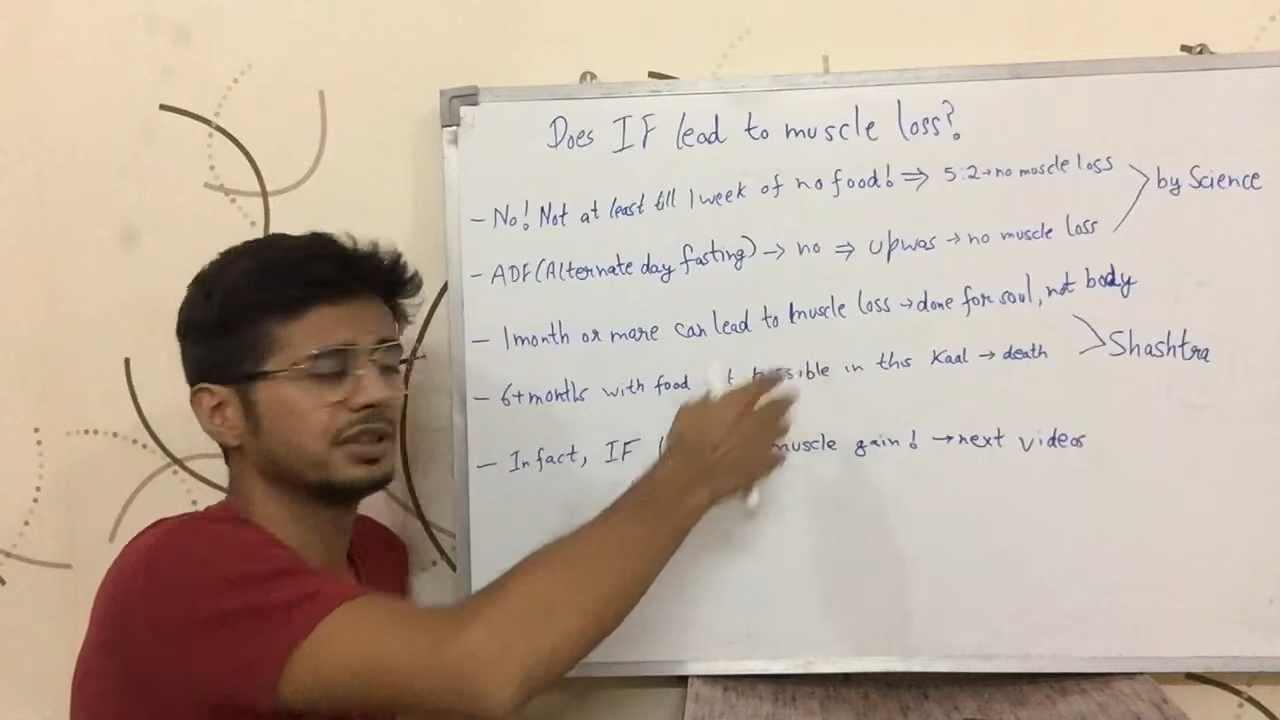 Does IF lead to muscle loss?
- No! Not at least till 1 week of no food! ⇒ 5:2 → no muscle loss
by Science
- ADF (Alternate day fasting) → no ⇒ upwas → no muscle loss
- 1 month or more can lead to muscle loss → done for soul, not body
Shashtra
- 6+ months with food possible in this Kaal → death
- Infact, IF muscle gain! → next videos